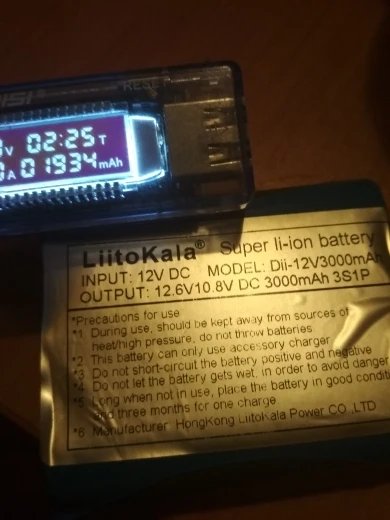 RESET
V 02:25T
A 01934mAh
LiitoKala® Super li-ion battery
INPUT: 12V DC MODEL: Dii-12V3000mAh
OUTPUT: 12.6V10.8V DC 3000mAh 3S1P
*Precautions for use
*1 During use, should be kept away from sources of
heat/high pressure, do not throw batteries
*2 This battery can only use accessory charger
*3 Do not short-circuit the battery positive and negative
*4 Do not let the battery gets wet, in order to avoid danger
*5 Long when not in use, place the battery in good condition
and three months for one charge
*6 Manufacturer HongKong LiitoKala Power CO.,LTD